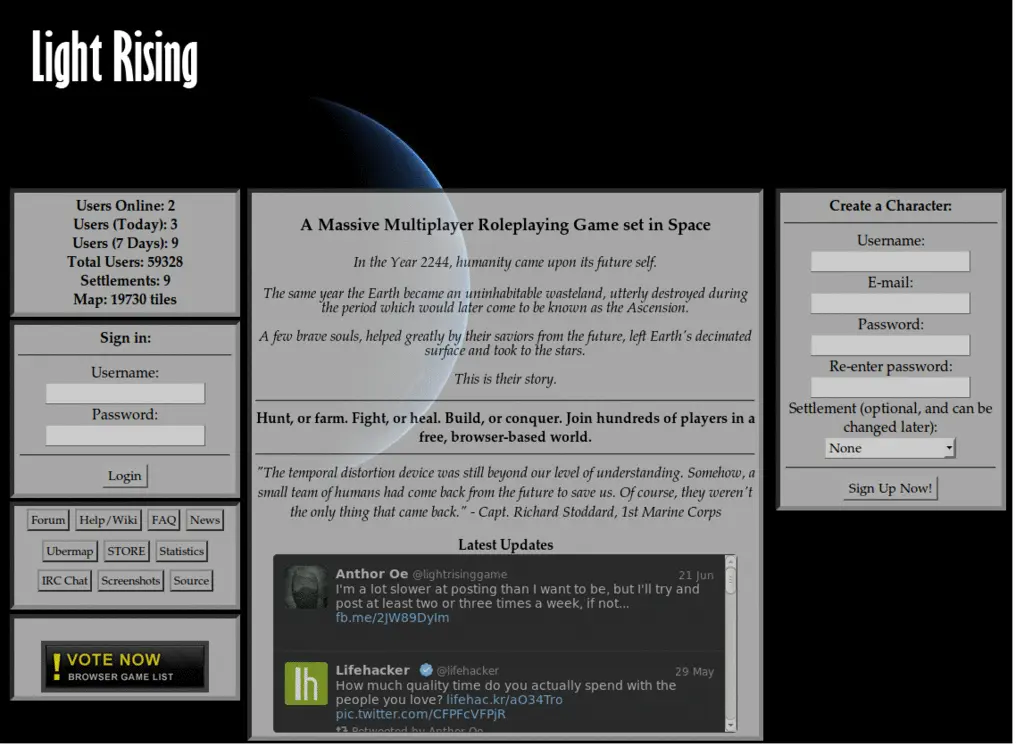 Light Rising
Users Online: 2
Users (Today): 3
Users (7 Days): 9
Total Users: 59328
Settlements: 9
Map: 19730 tiles
Sign in:
Username:
Password:
Login
Forum Help/Wiki FAQ News
Ubermap STORE Statistics
IRC Chat Screenshots Source
! VOTE NOW
BROWSER GAME LIST
A Massive Multiplayer Roleplaying Game set in Space
In the Year 2244, humanity came upon its future self.
The same year the Earth became an uninhabitable wasteland, utterly destroyed during
the period which would later come to be known as the Ascension.
A few brave souls, helped greatly by their saviors from the future, left Earth's decimated
surface and took to the stars.
This is their story.
Hunt, or farm. Fight, or heal. Build, or conquer. Join hundreds of players in a
free, browser-based world.
"The temporal distortion device was still beyond our level of understanding. Somehow, a
small team of humans had come back from the future to save us. Of course, they weren't
the only thing that came back." - Capt. Richard Stoddard, 1st Marine Corps
Latest Updates
Anthor Oe @lightrisinggame 21 Jun
I'm a lot slower at posting than I want to be, but I'll try and
post at least two or three times a week, if not...
fb.me/2JW89DyIm
lh
Lifehacker @lifehacker 29 May
How much quality time do you actually spend with the
people you love? lifehac.kr/aO34Tro
pic.twitter.com/CFPFcVFPjR
Retweeted by Anthor Oe
Create a Character:
Username:
E-mail:
Password:
Re-enter password:
Settlement (optional, and can be
changed later):
None
Sign Up Now!